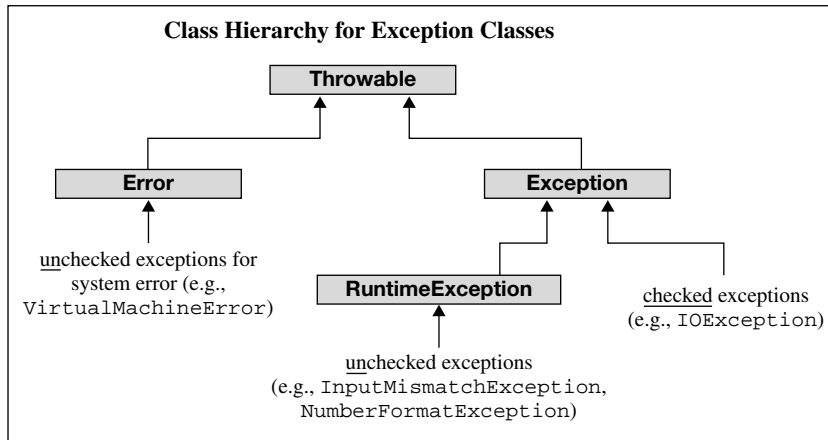 Class Hierarchy for Exception Classes
Throwable
Error
Exception
unchecked exceptions for
system error (e.g.,
VirtualMachineError)
RuntimeException
checked exceptions
(e.g., IOException)
unchecked exceptions
(e.g., InputMismatchException,
NumberFormatException)